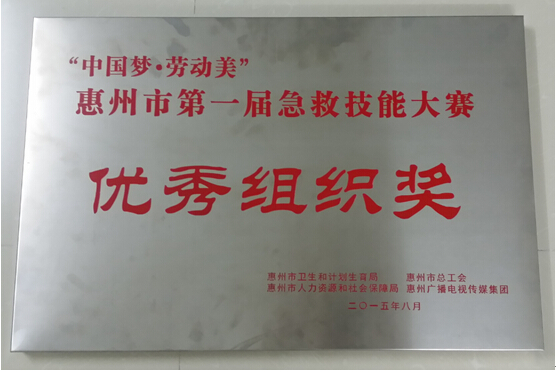 “中国梦·劳动美”
惠州市第一届急救技能大赛
优秀组织奖
惠州市卫生和计划生育局 惠州市总工会
惠州市人力资源和社会保障局 惠州广播电视传媒集团
二〇一五年八月